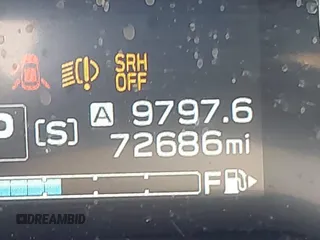 SRH
OFF
P [S] A 9797.6
72686mi
F
DREAMBID